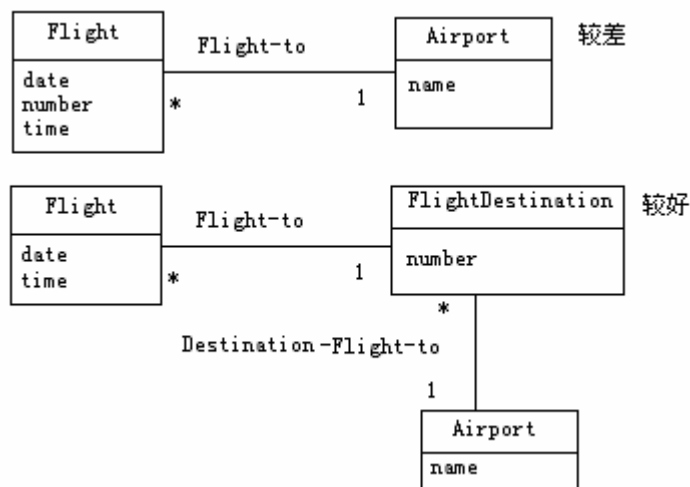 Flight
Flight-to
Airport
较差
date
number
time
*
1
name
Flight
Flight-to
FlightDestination
较好
date
time
*
1
number
*
Destination-Flight-to
1
Airport
name